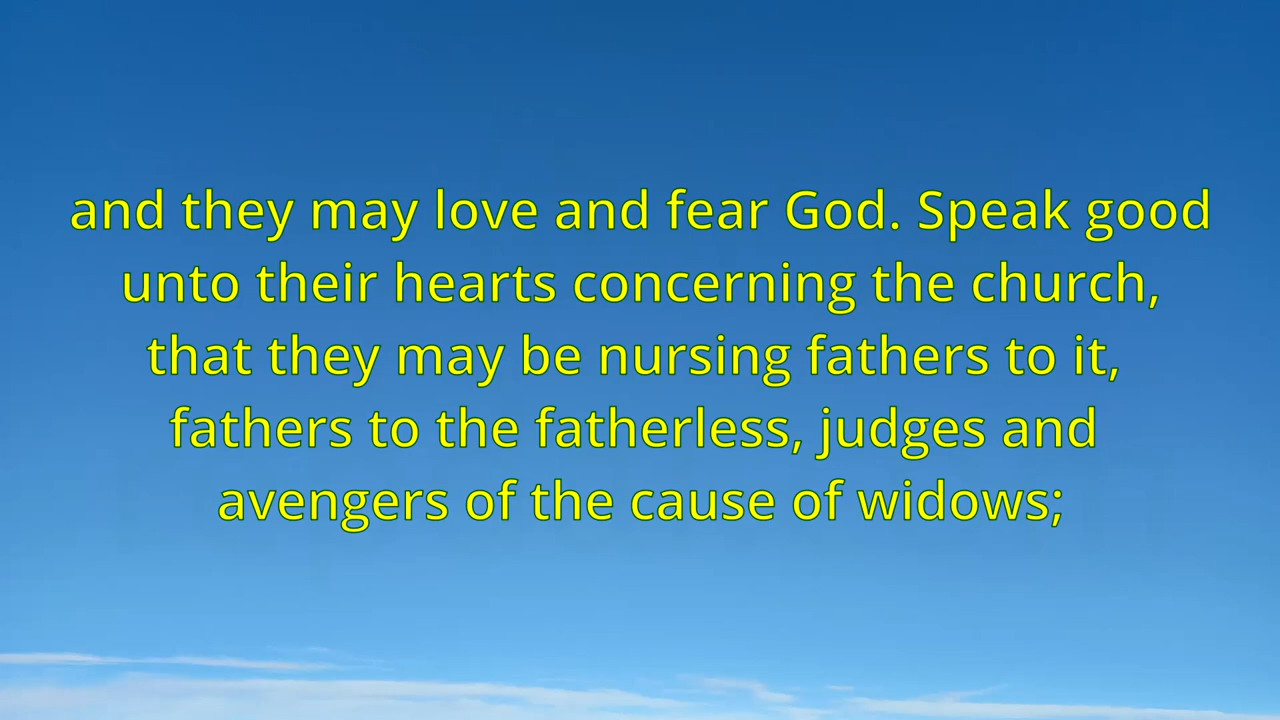 and they may love and fear God. Speak good
unto their hearts concerning the church,
that they may be nursing fathers to it,
fathers to the fatherless, judges and
avengers of the cause of widows;